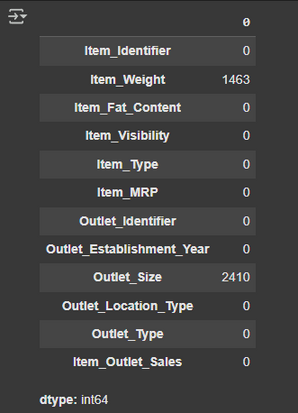 0
Item_Identifier 0
Item_Weight 1463
Item_Fat_Content 0
Item_Visibility 0
Item_Type 0
Item_MRP 0
Outlet_Identifier 0
Outlet_Establishment_Year 0
Outlet_Size 2410
Outlet_Location_Type 0
Outlet_Type 0
Item_Outlet_Sales 0
dtype: int64